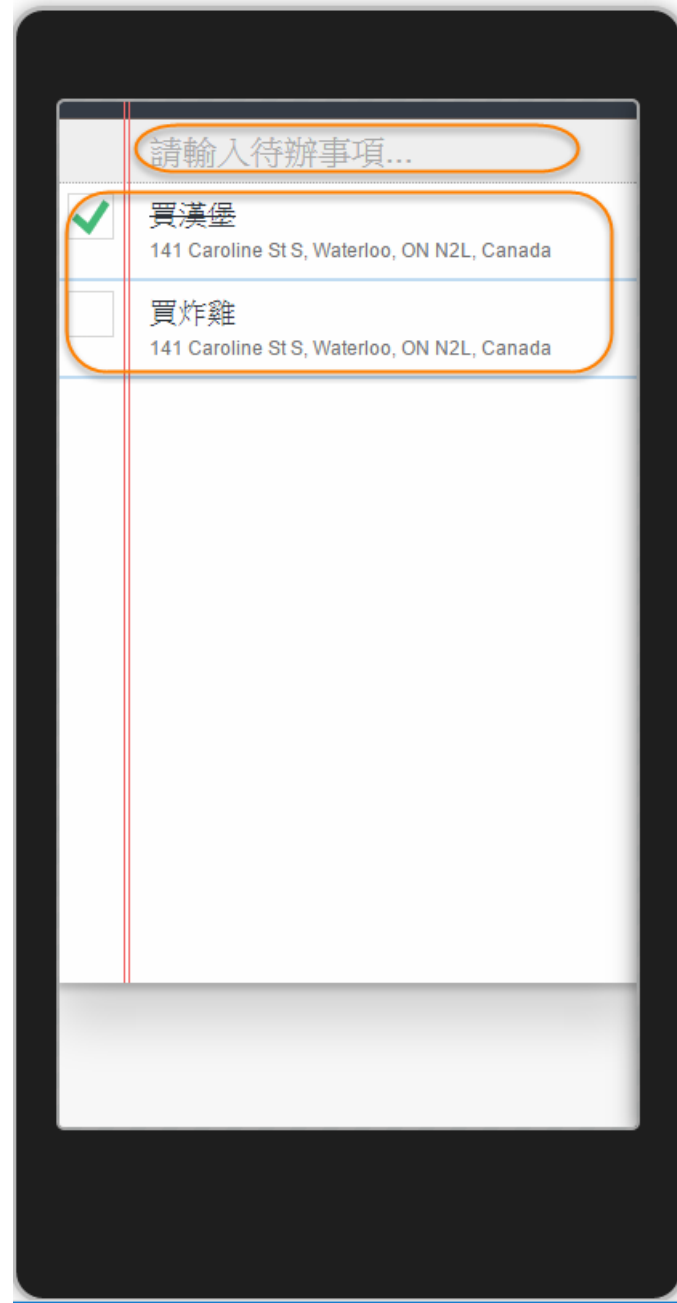 請輸入待辦事項...
買漢堡
141 Caroline St S, Waterloo, ON N2L, Canada
買炸雞
141 Caroline St S, Waterloo, ON N2L, Canada